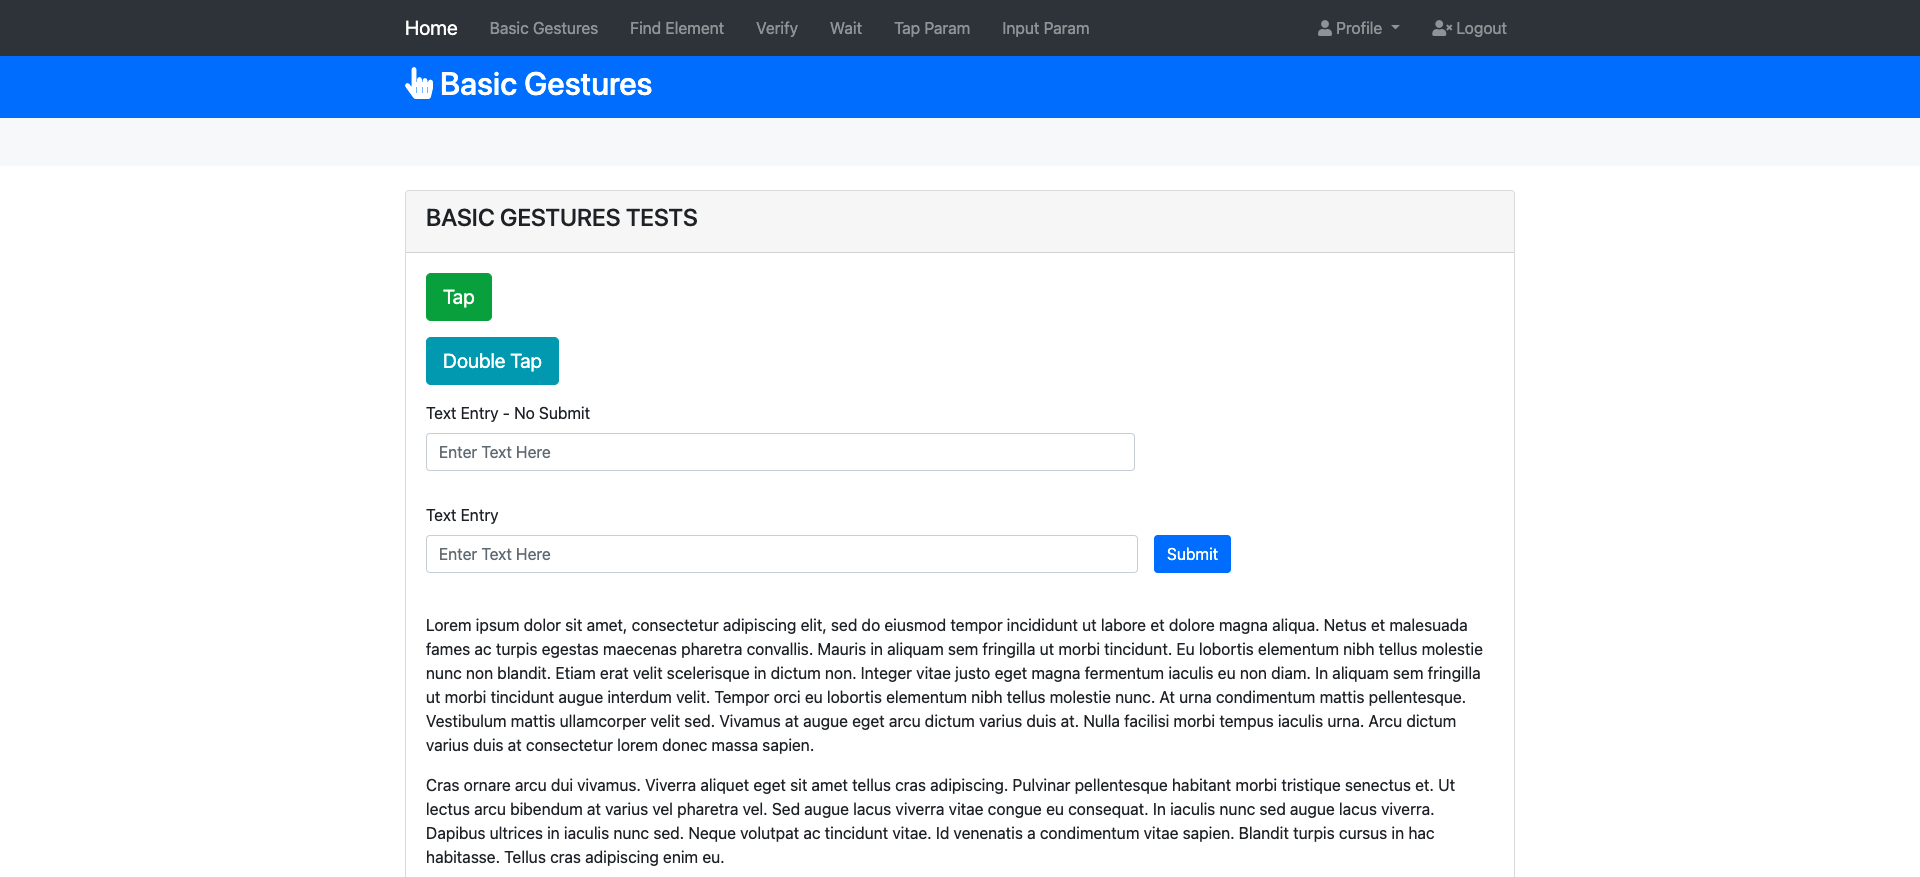 Home Basic Gestures Find Element Verify Wait Tap Param Input Param Profile Logout
Basic Gestures
BASIC GESTURES TESTS
Tap
Double Tap
Text Entry - No Submit
Enter Text Here
Text Entry
Enter Text Here Submit
Lorem ipsum dolor sit amet, consectetur adipiscing elit, sed do eiusmod tempor incididunt ut labore et dolore magna aliqua. Netus et malesuada
fames ac turpis egestas maecenas pharetra convallis. Mauris in aliquam sem fringilla ut morbi tincidunt. Eu lobortis elementum nibh tellus molestie
nunc non blandit. Etiam erat velit scelerisque in dictum non. Integer vitae justo eget magna fermentum iaculis eu non diam. In aliquam sem fringilla
ut morbi tincidunt augue interdum velit. Tempor orci eu lobortis elementum nibh tellus molestie nunc. At urna condimentum mattis pellentesque.
Vestibulum mattis ullamcorper velit sed. Vivamus at augue eget arcu dictum varius duis at. Nulla facilisi morbi tempus iaculis urna. Arcu dictum
varius duis at consectetur lorem donec massa sapien.
Cras ornare arcu dui vivamus. Viverra aliquet eget sit amet tellus cras adipiscing. Pulvinar pellentesque habitant morbi tristique senectus et. Ut
lectus arcu bibendum at varius vel pharetra vel. Sed augue lacus viverra vitae congue eu consequat. In iaculis nunc sed augue lacus viverra.
Dapibus ultrices in iaculis nunc sed. Neque volutpat ac tincidunt vitae. Id venenatis a condimentum vitae sapien. Blandit turpis cursus in hac
habitasse. Tellus cras adipiscing enim eu.